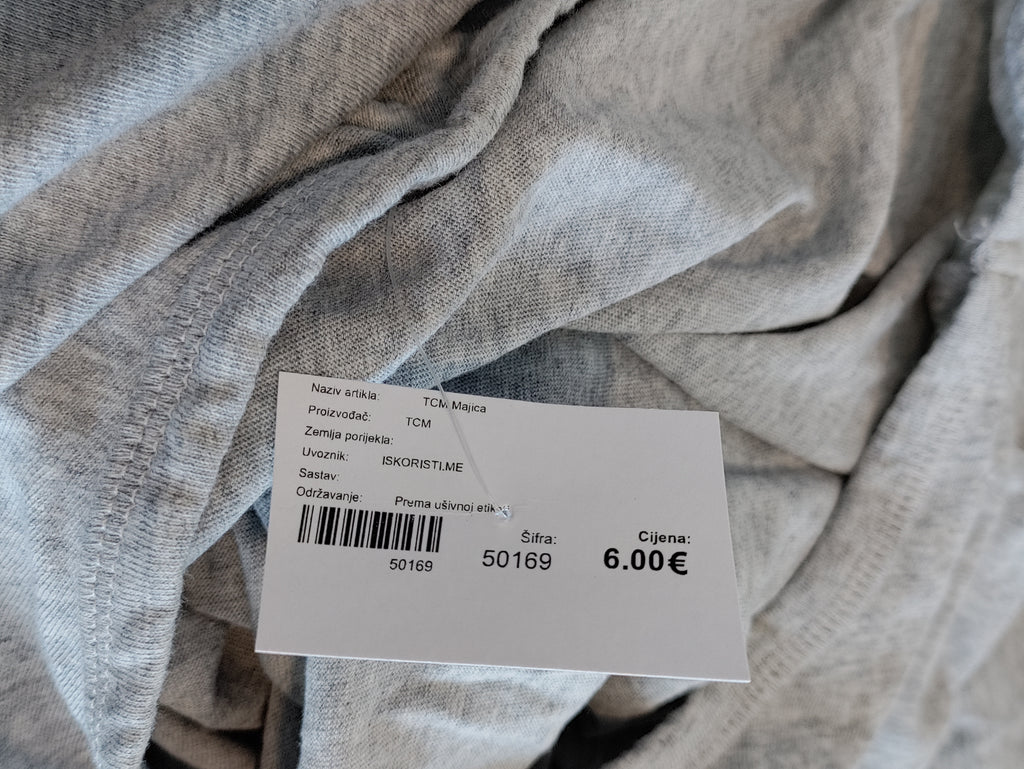 Naziv artikla: TCM Majica
Proizvođač: TCM
Zemlja porijekla:
Uvoznik: ISKORISTI.ME
Sastav:
Održavanje: Prema ušivnoj
50169
Šifra:
50169
Cijena:
6.00€